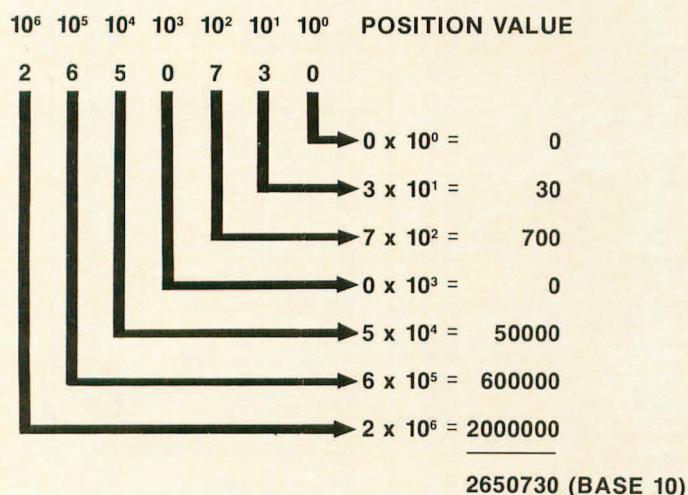 10⁶ 10⁵ 10⁴ 10³ 10² 10¹ 10⁰ POSITION VALUE
2 6 5 0 7 3 0
0 x 10⁰ = 0
3 x 10¹ = 30
7 x 10² = 700
0 x 10³ = 0
5 x 10⁴ = 50000
6 x 10⁵ = 600000
2 x 10⁶ = 2000000
2650730 (BASE 10)